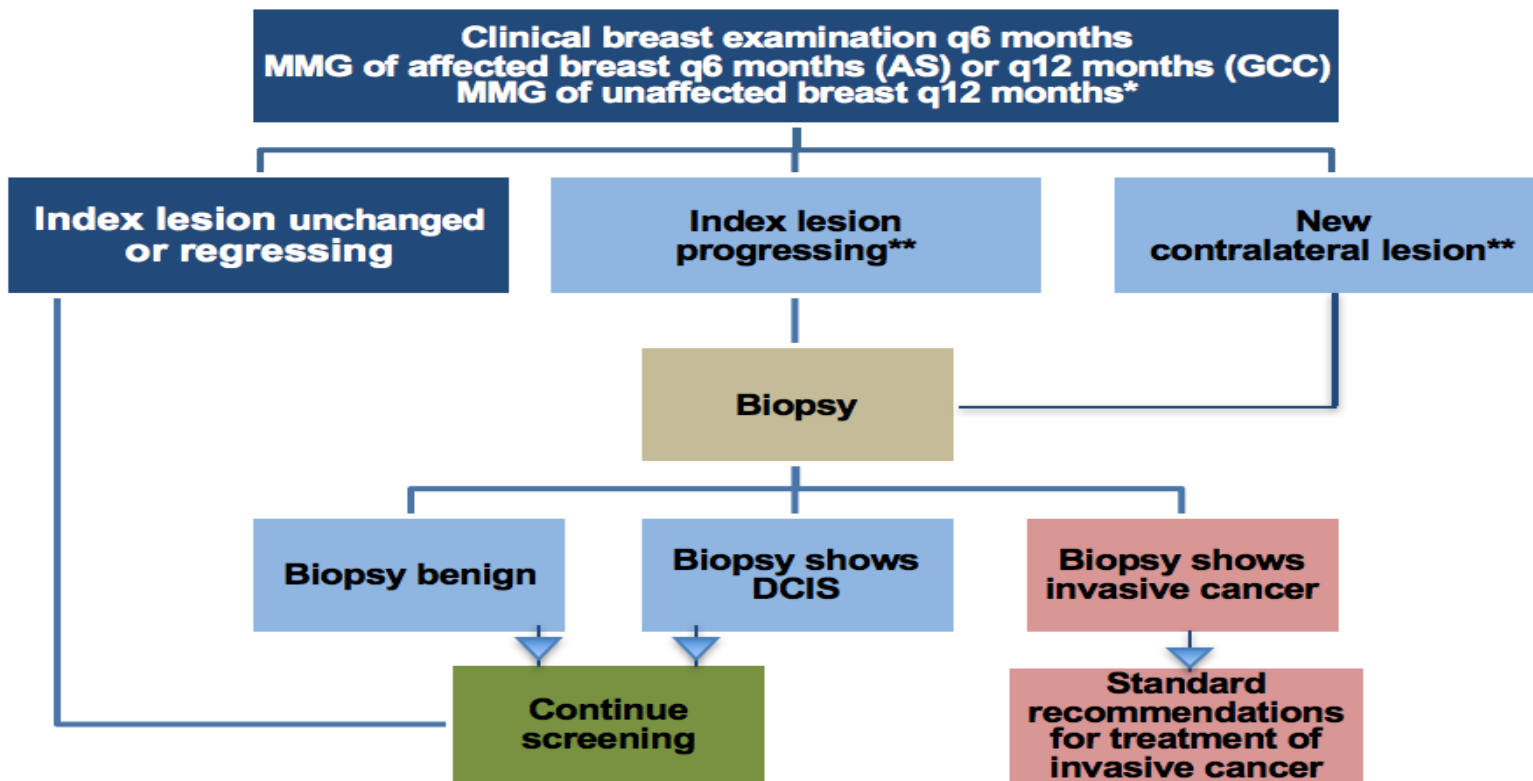 Clinical breast examination q6 months
MMG of affected breast q6 months (AS) or q12 months (GCC)
MMG of unaffected breast q12 months*
Index lesion unchanged
or regressing
Index lesion
progressing**
New
contralateral lesion**
Biopsy
Biopsy benign
Biopsy shows
DCIS
Biopsy shows
invasive cancer
Continue
screening
Standard
recommendations
for treatment of
invasive cancer